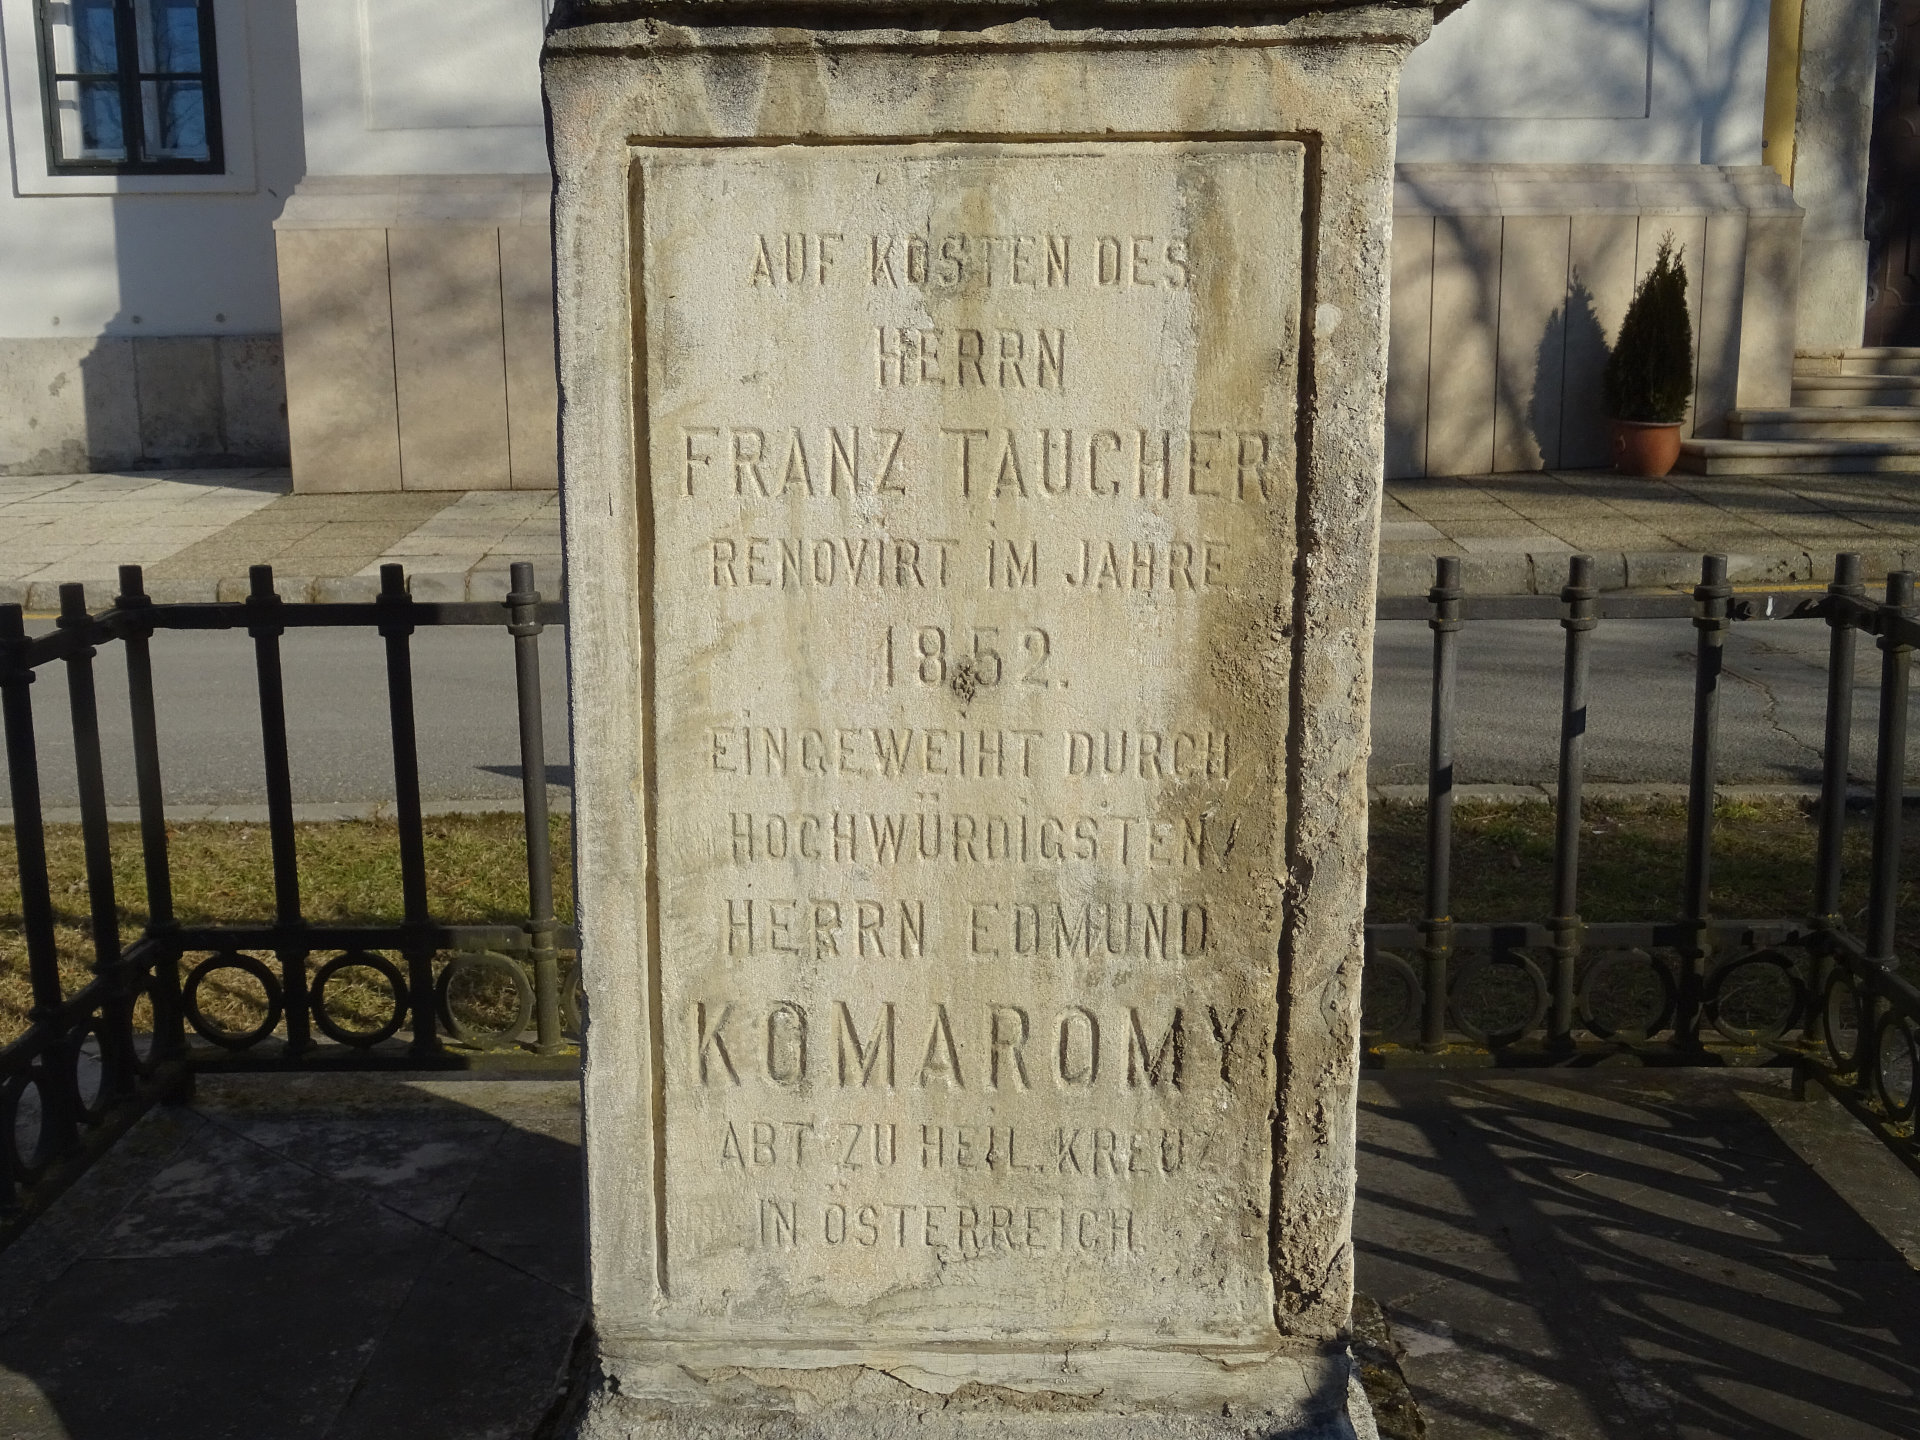 AUF KOSTEN DES
HERRN
FRANZ TAUCHER
RENOVIRT IM JAHRE
1852.
EINGEWEIHT DURCH
HOCHWÜRDIGSTEN
HERRN EDMUND
KOMAROMY
ABT ZU HEIL. KREUZ
IN ÖSTERREICH.